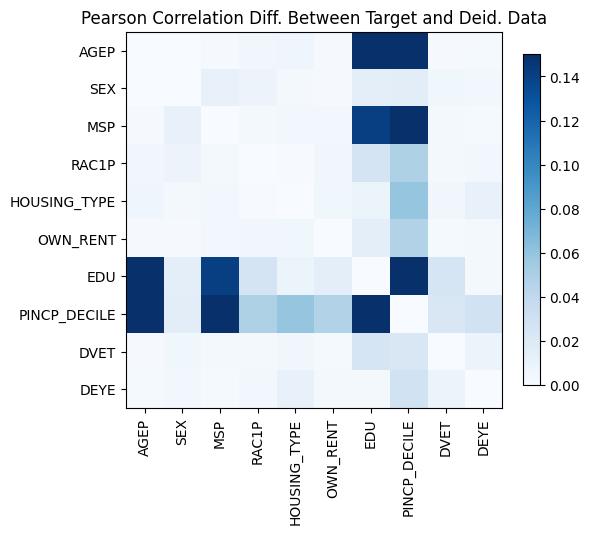 Pearson Correlation Diff. Between Target and Deid. Data
AGEP
SEX
MSP
RAC1P
HOUSING_TYPE
OWN_RENT
EDU
PINCP_DECILE
DVET
DEYE
AGEP
SEX
MSP
RAC1P
HOUSING_TYPE
OWN_RENT
EDU
PINCP_DECILE
DVET
DEYE
0.14
0.12
0.10
0.08
0.06
0.04
0.02
0.00